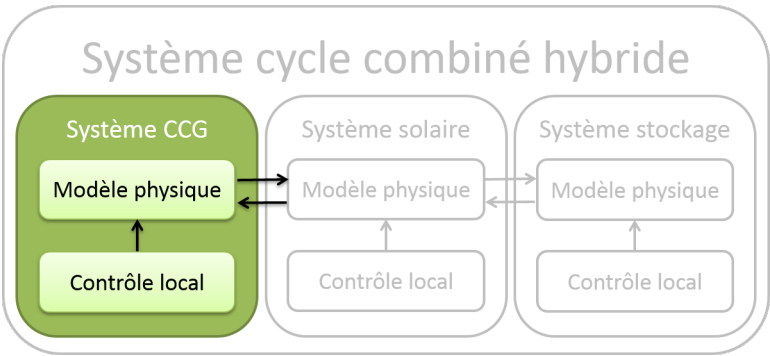 Système cycle combiné hybride
Système CCG
Système solaire
Système stockage
Modèle physique
Modèle physique
Modèle physique
Contrôle local
Contrôle local
Contrôle local